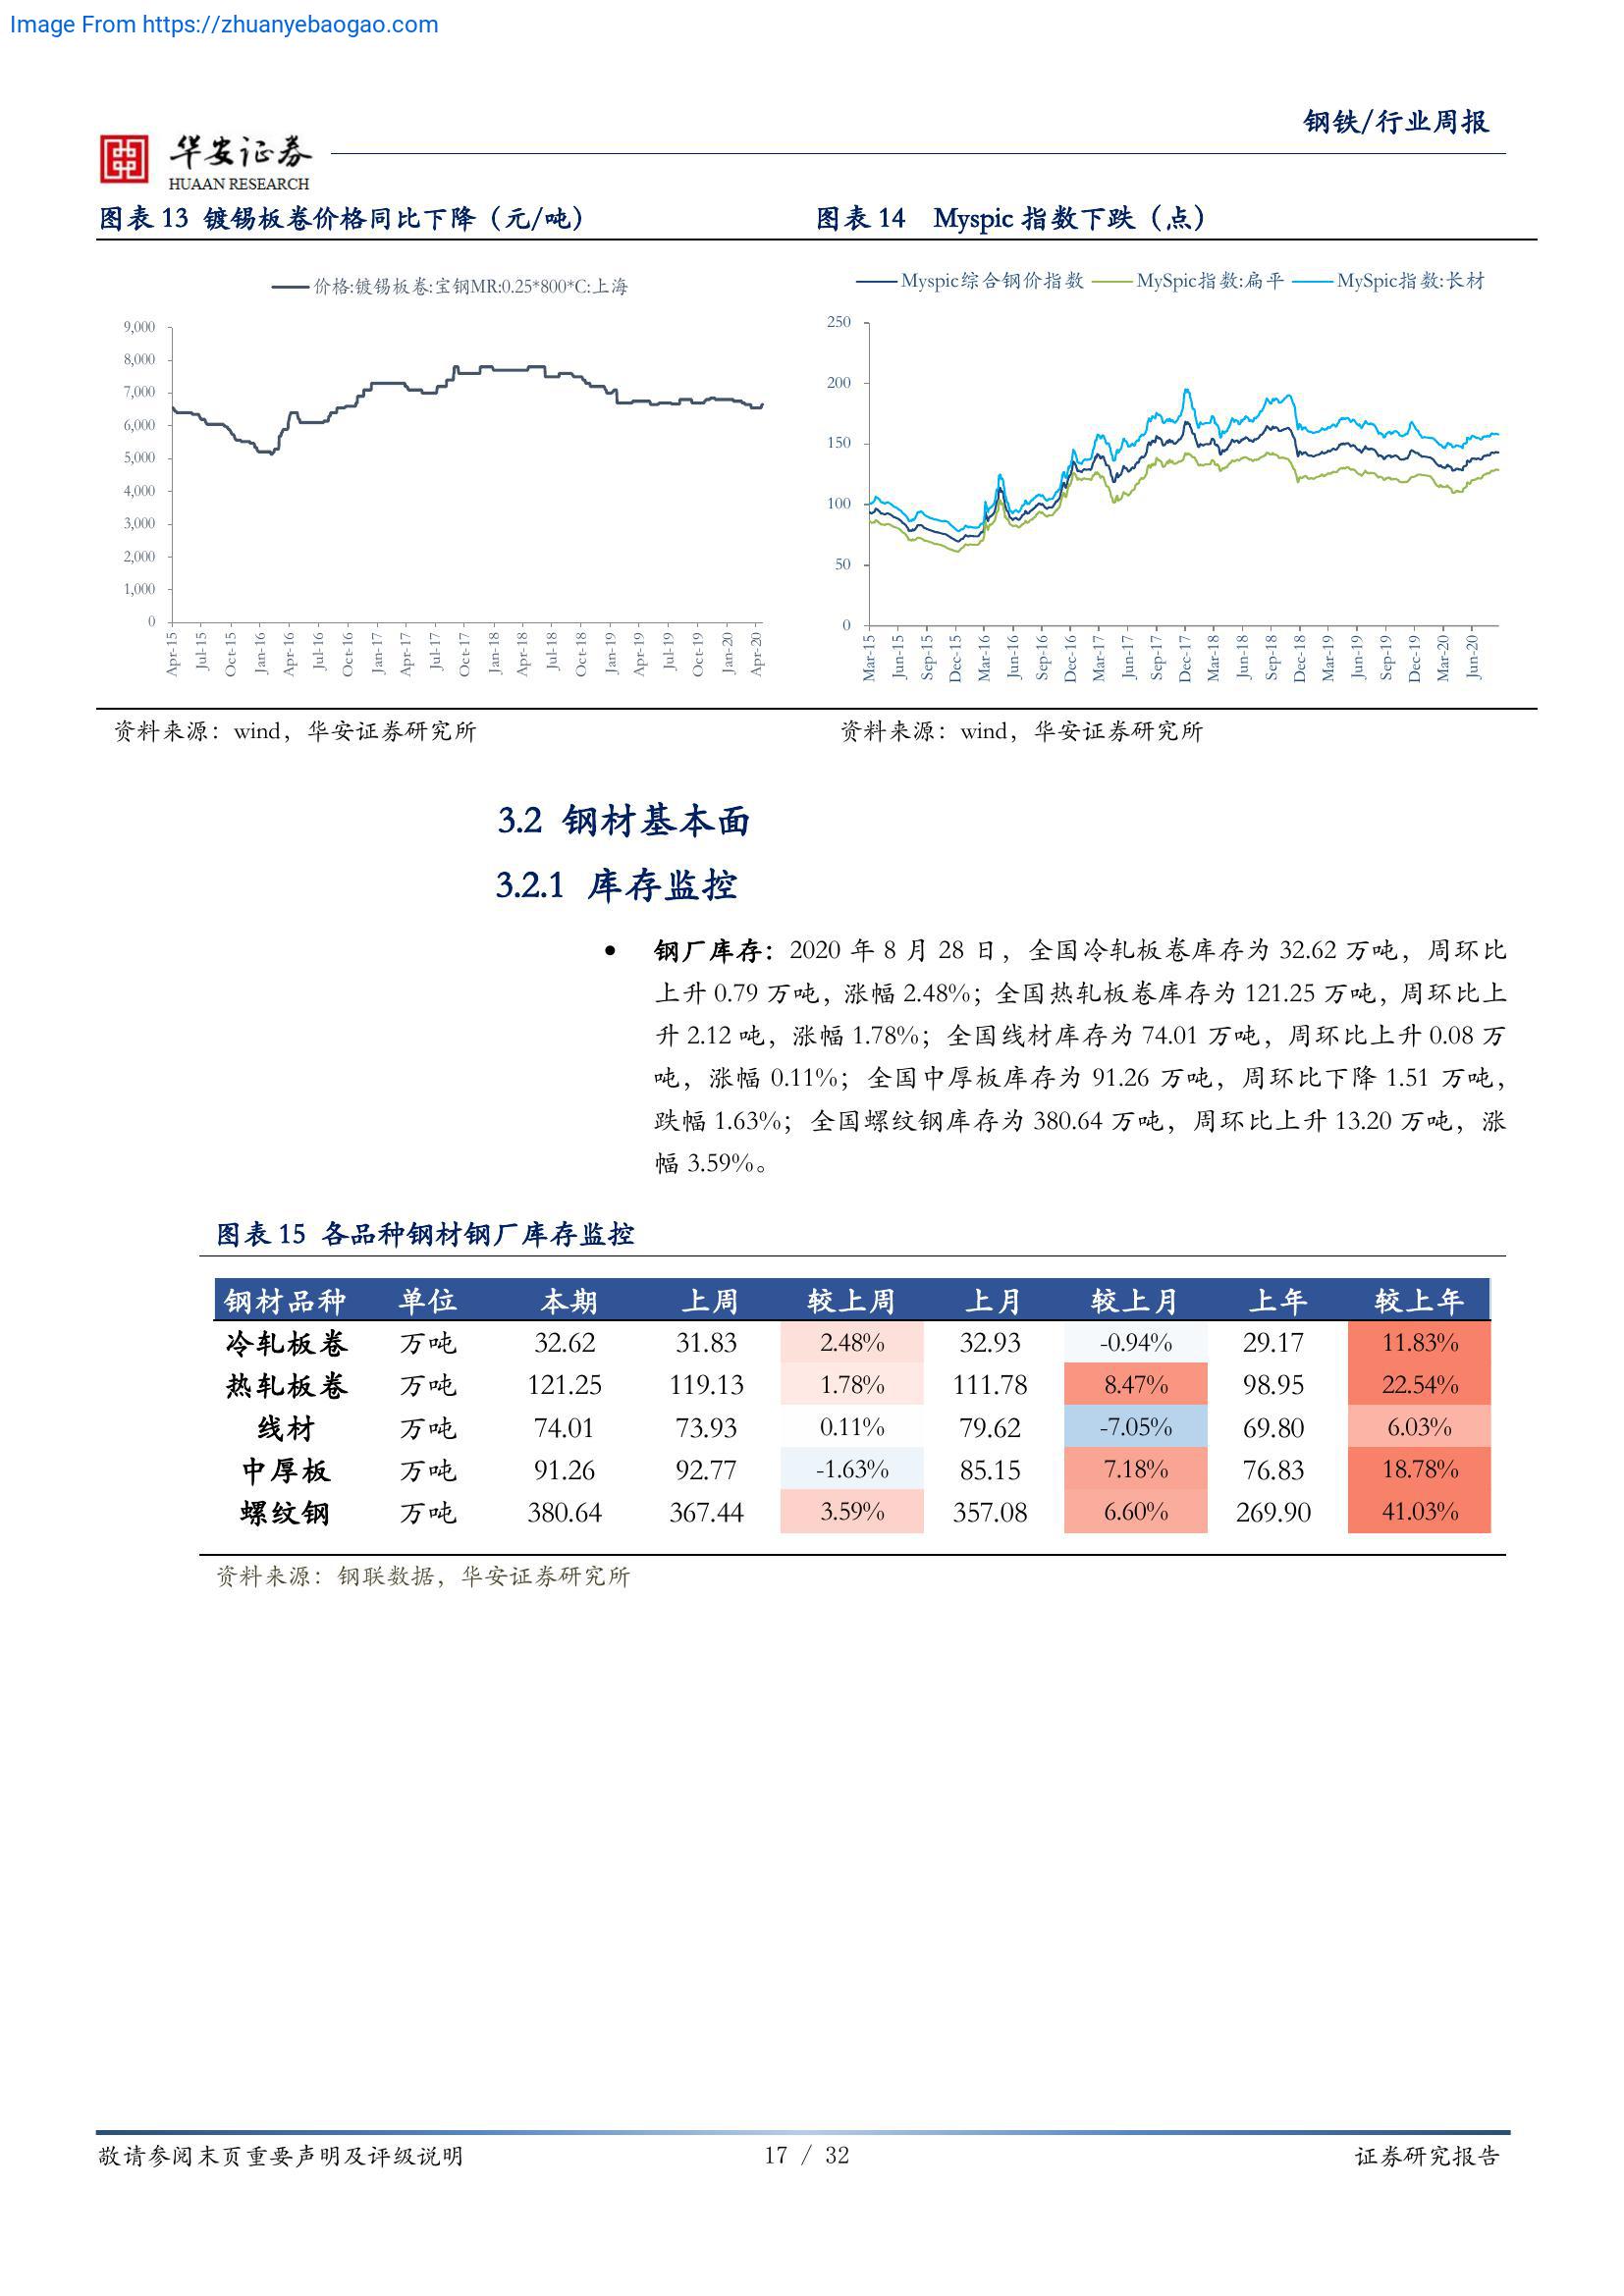 Image From https://zhuanyebaogao.com
钢铁/行业周报
华安证券
HUAAN RESEARCH
图表 13 镀锡板卷价格同比下降（元/吨）
图表 14 Myspic 指数下跌（点）
价格:镀锡板卷:宝钢MR:0.25*800*C:上海
9,000
8,000
7,000
6,000
5,000
4,000
3,000
2,000
1,000
0
Apr-15 Jul-15 Oct-15 Jan-16 Apr-16 Jul-16 Oct-16 Jan-17 Apr-17 Jul-17 Oct-17 Jan-18 Apr-18 Jul-18 Oct-18 Jan-19 Apr-19 Jul-19 Oct-19 Jan-20 Apr-20
Myspic综合钢价指数 MySpic指数:扁平 MySpic指数:长材
250
200
150
100
50
0
Mar-15 Jun-15 Sep-15 Dec-15 Mar-16 Jun-16 Sep-16 Dec-16 Mar-17 Jun-17 Sep-17 Dec-17 Mar-18 Jun-18 Sep-18 Dec-18 Mar-19 Jun-19 Sep-19 Dec-19 Mar-20 Jun-20
资料来源：wind，华安证券研究所
资料来源：wind，华安证券研究所
3.2 钢材基本面
3.2.1 库存监控
● 钢厂库存：2020 年 8 月 28 日，全国冷轧板卷库存为 32.62 万吨，周环比
上升 0.79 万吨，涨幅 2.48%；全国热轧板卷库存为 121.25 万吨，周环比上
升 2.12 吨，涨幅 1.78%；全国线材库存为 74.01 万吨，周环比上升 0.08 万
吨，涨幅 0.11%；全国中厚板库存为 91.26 万吨，周环比下降 1.51 万吨，
跌幅 1.63%；全国螺纹钢库存为 380.64 万吨，周环比上升 13.20 万吨，涨
幅 3.59%。
图表 15 各品种钢材钢厂库存监控
钢材品种 单位 本期 上周 较上周 上月 较上月 上年 较上年
冷轧板卷 万吨 32.62 31.83 2.48% 32.93 -0.94% 29.17 11.83%
热轧板卷 万吨 121.25 119.13 1.78% 111.78 8.47% 98.95 22.54%
线材 万吨 74.01 73.93 0.11% 79.62 -7.05% 69.80 6.03%
中厚板 万吨 91.26 92.77 -1.63% 85.15 7.18% 76.83 18.78%
螺纹钢 万吨 380.64 367.44 3.59% 357.08 6.60% 269.90 41.03%
资料来源：钢联数据，华安证券研究所
敬请参阅末页重要声明及评级说明 17 / 32 证券研究报告